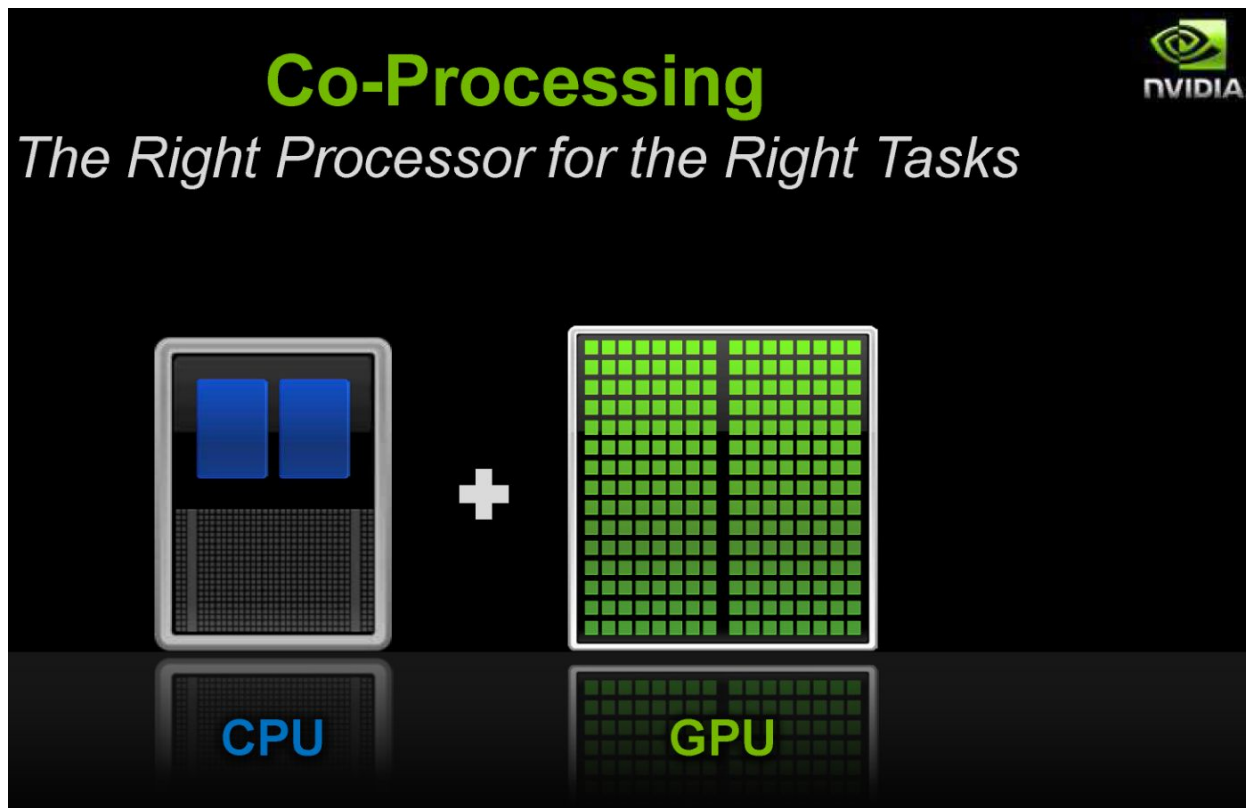 Co-Processing
The Right Processor for the Right Tasks
NVIDIA
CPU
GPU